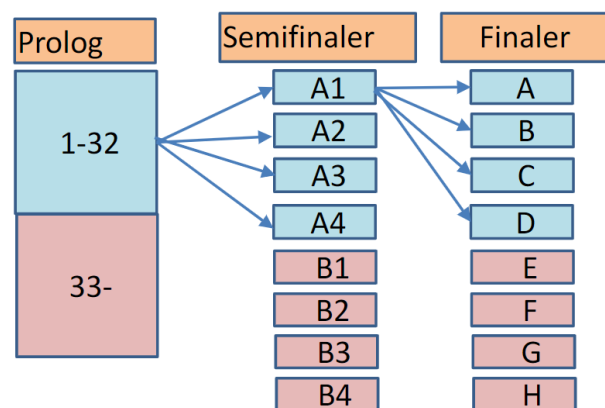 Prolog
Semifinaler
Finaler
1-32
33-
A1
A2
A3
A4
B1
B2
B3
B4
A
B
C
D
E
F
G
H